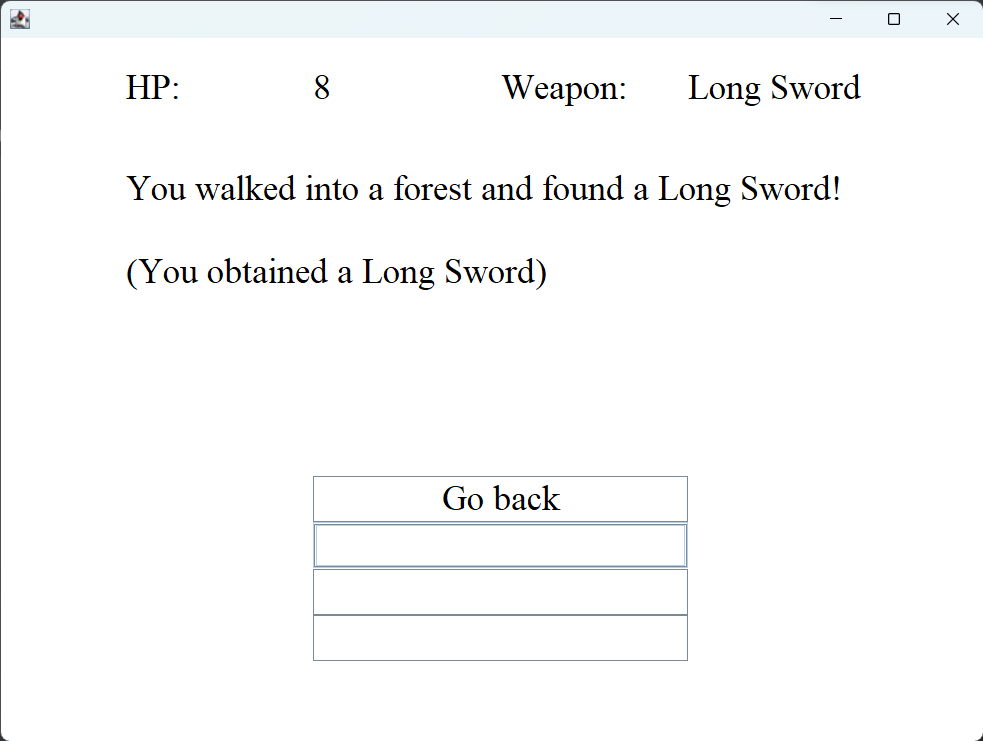 HP: 8 Weapon: Long Sword
You walked into a forest and found a Long Sword!
(You obtained a Long Sword)
Go back